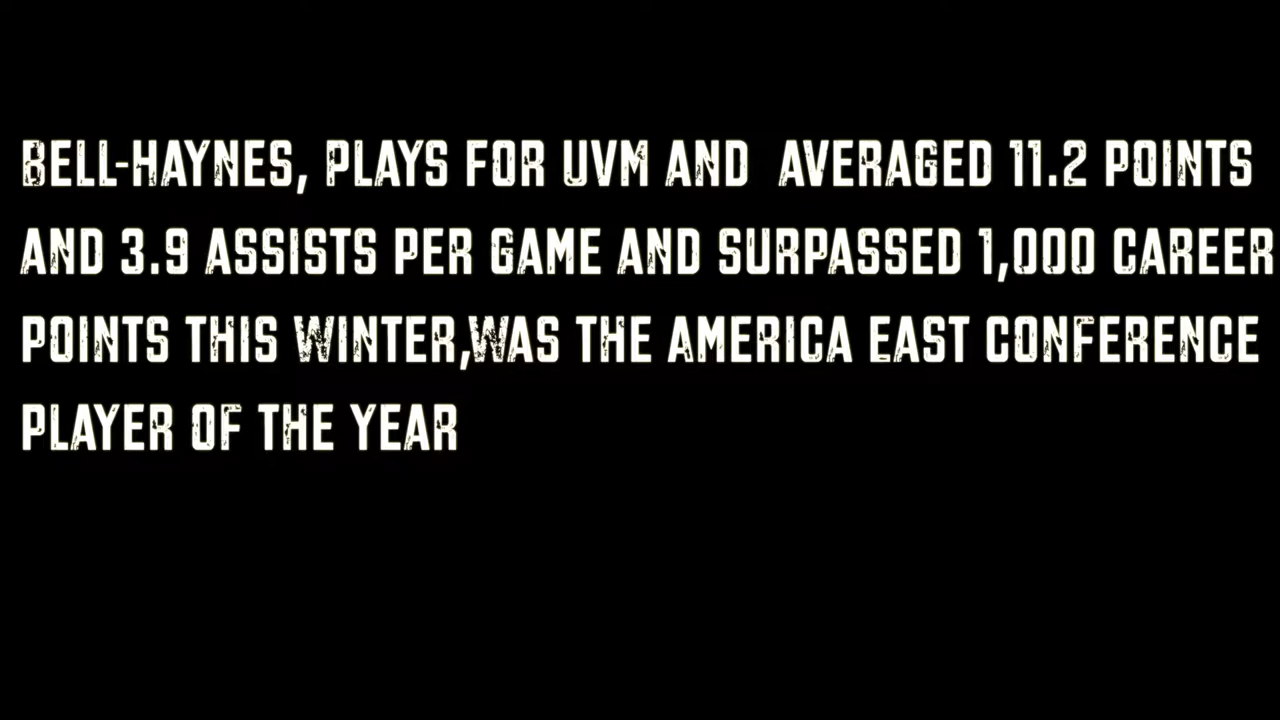 BELL-HAYNES, PLAYS FOR UVM AND  AVERAGED 11.2 POINTS
AND 3.9 ASSISTS PER GAME AND SURPASSED 1,000 CAREER
POINTS THIS WINTER,WAS THE AMERICA EAST CONFERENCE
PLAYER OF THE YEAR